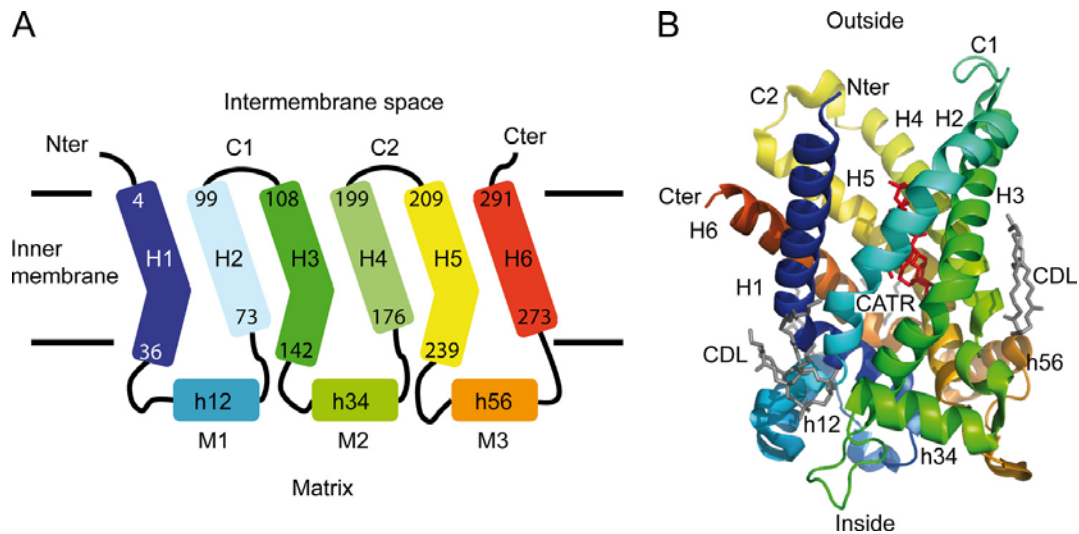 A
Intermembrane space
Nter
C1
C2
Cter
4
99
108
199
209
291
Inner
membrane
H1
H2
H3
H4
H5
H6
36
73
142
176
239
273
h12
h34
h56
M1
M2
M3
Matrix
B
Outside
C1
C2
Nter
H4
H2
H5
H3
Cter
H6
H1
CATR
CDL
CDL
h56
h12
h34
Inside